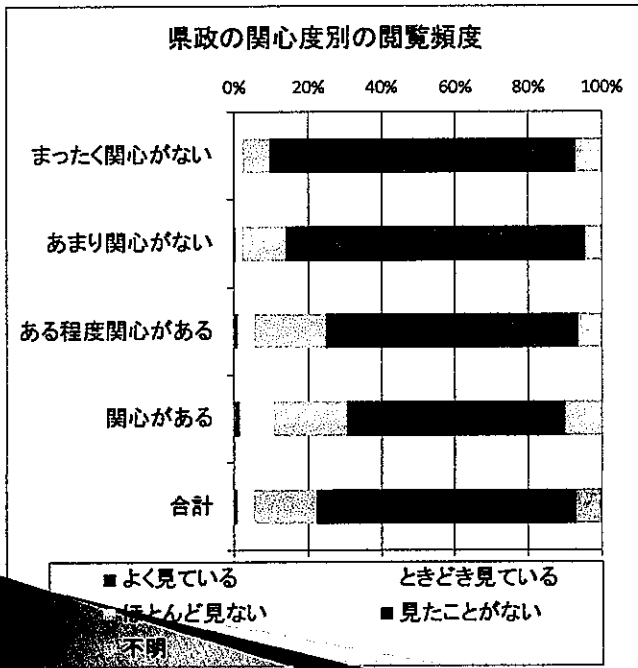 県政の関心度別の閲覧頻度
0% 20% 40% 60% 80% 100%
まったく関心がない
あまり関心がない
ある程度関心がある
関心がある
合計
■よく見ている ときどき見ている
ほとんど見ない ■見たことがない
不明